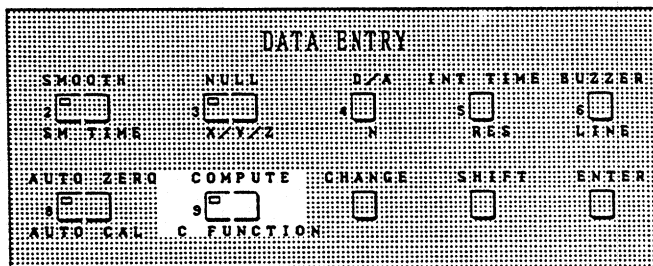 DATA ENTRY
SMOOTH NULL D/A INT TIME BUZZER
2 3 4 5 6
SM TIME X/Y/Z N RES LINE
AUTO ZERO COMPUTE CHANGE SHIFT ENTER
8 9
AUTO CAL C FUNCTION